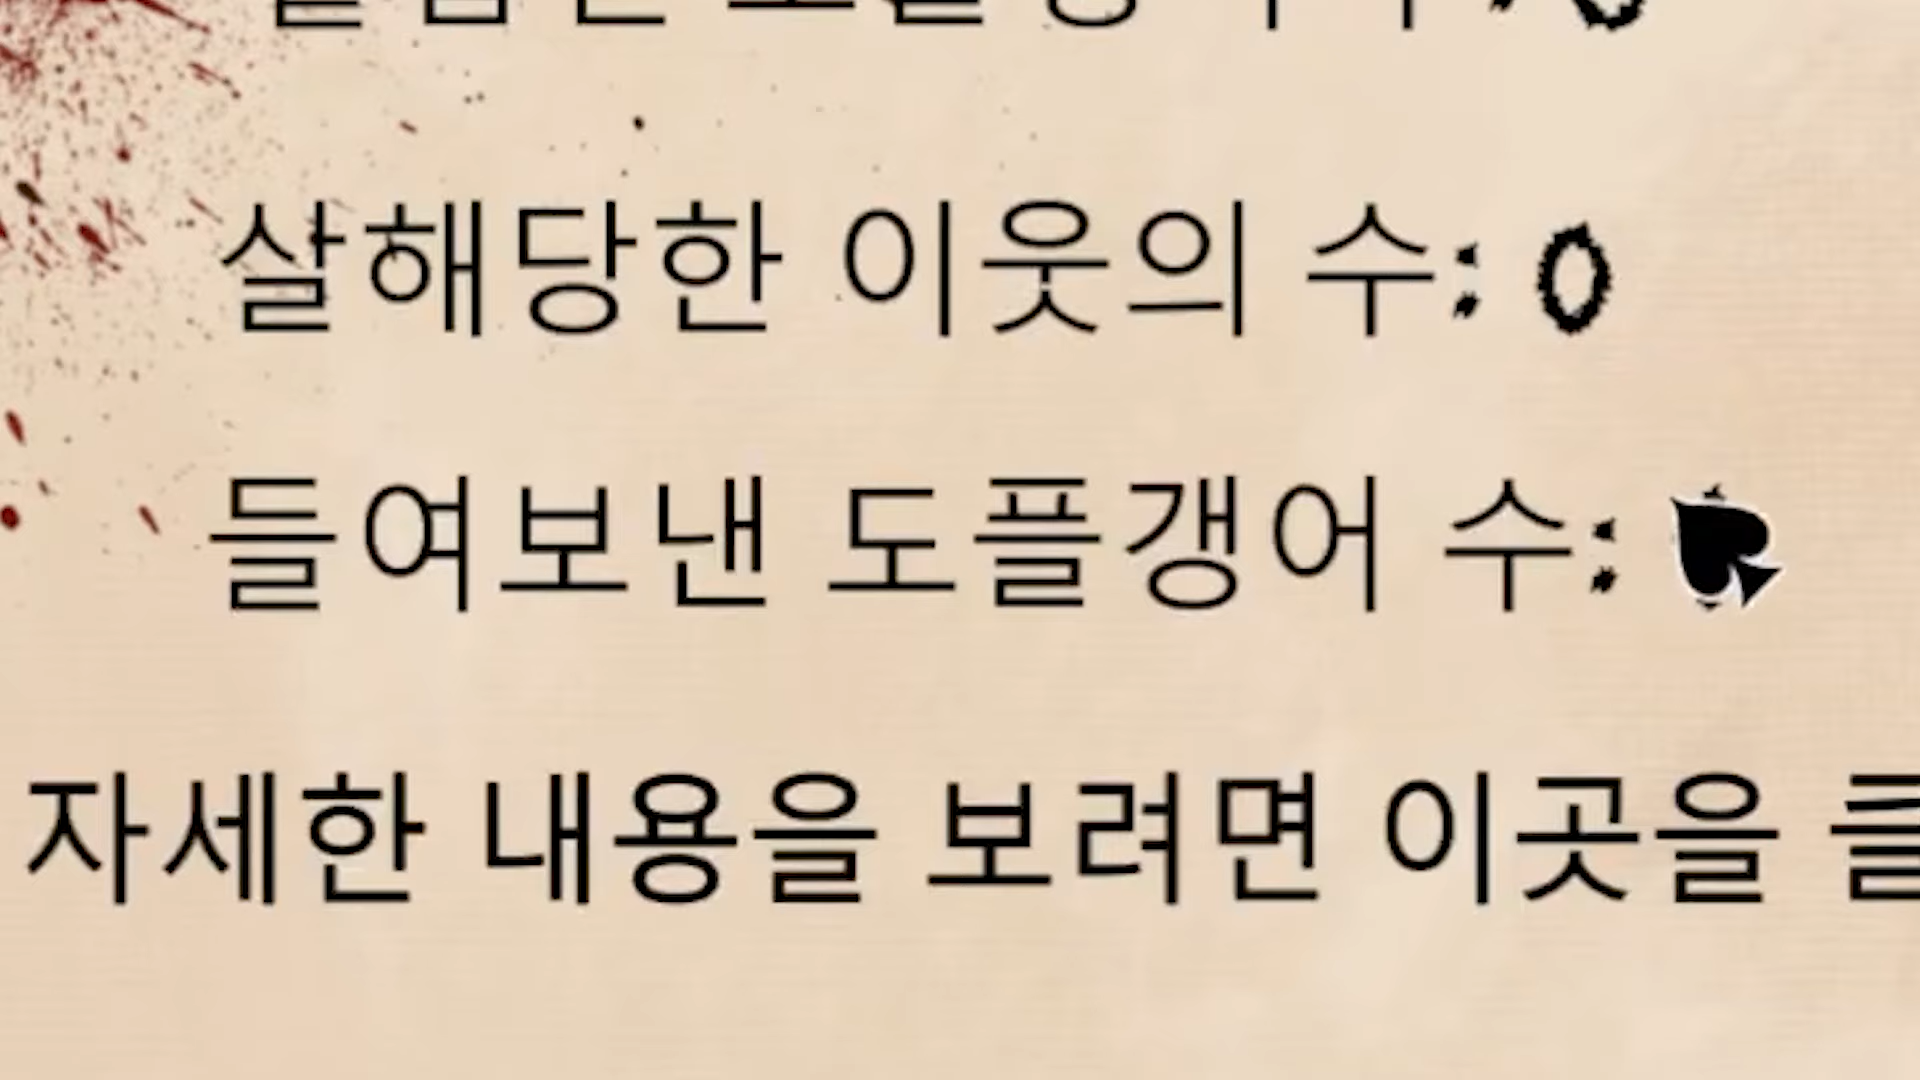 살해당한 이웃의 수: 0
들여보낸 도플갱어 수:
자세한 내용을 보려면 이곳을